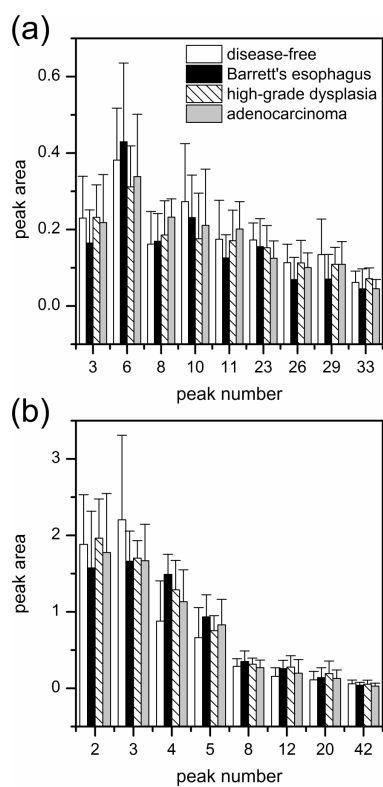 (a)
disease-free
Barrett's esophagus
high-grade dysplasia
adenocarcinoma
0.6
0.4
0.2
0.0
peak area
3 6 8 10 11 23 26 29 33
peak number
(b)
3
2
1
0
peak area
2 3 4 5 8 12 20 42
peak number